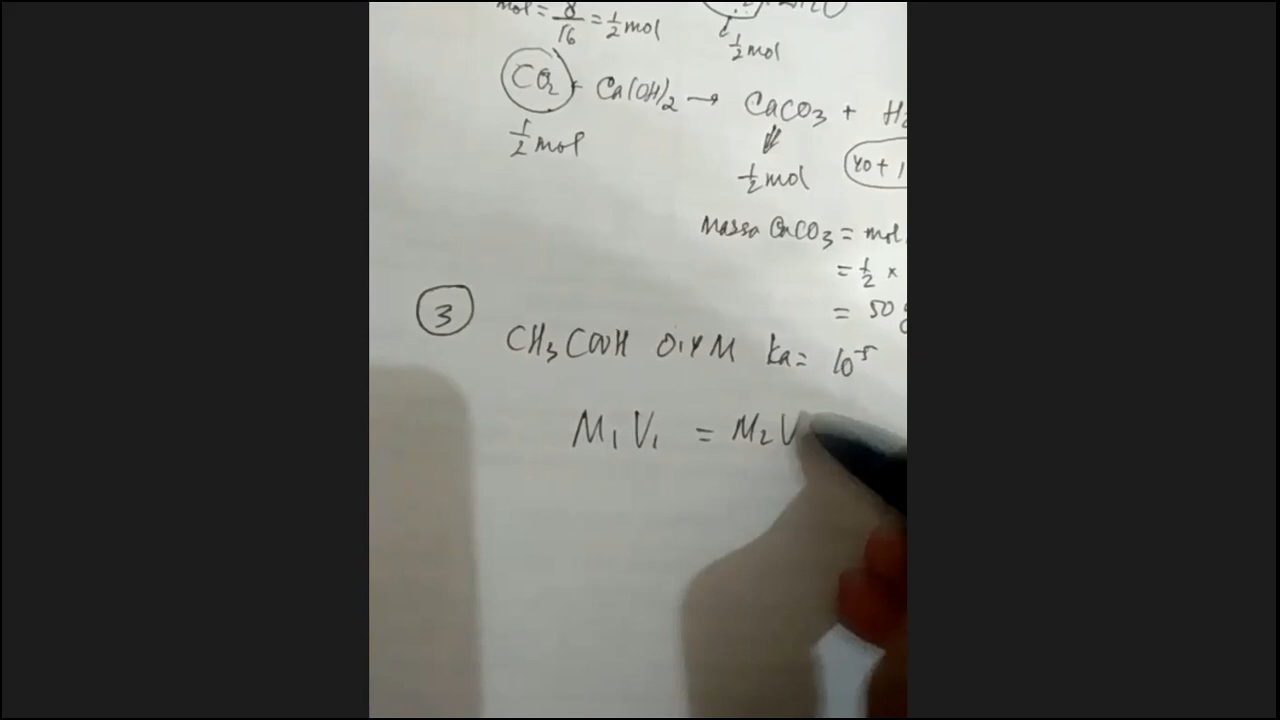 mol = 8/16 = 1/2 mol
1/2 mol
CO2 + Ca(OH)2 → CaCO3 +
1/2 mol
1/2 mol
Massa CaCO3 = mol
= 1/2 ×
= 50
3
CH3COOH 0,4 M Ka = 10^-5
M1 V1 = M2 V